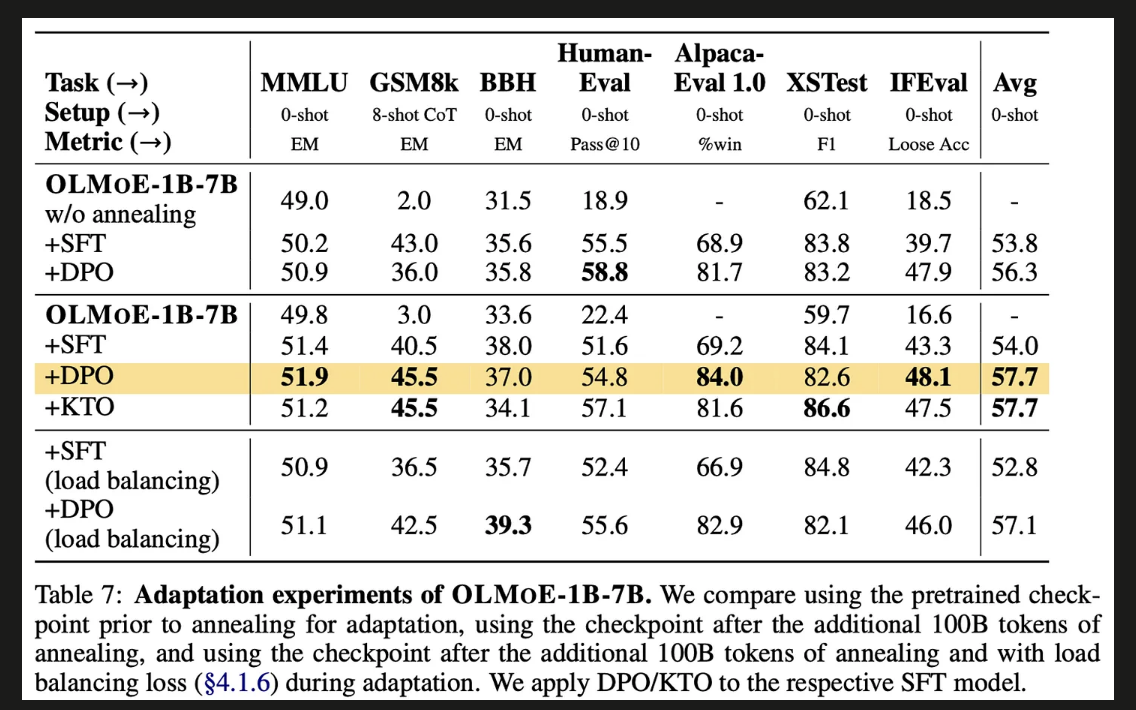 Human- Alpaca-
Task (→) MMLU GSM8k BBH Eval Eval 1.0 XSTest IFEval Avg
Setup (→) 0-shot 8-shot CoT 0-shot 0-shot 0-shot 0-shot 0-shot 0-shot
Metric (→) EM EM EM Pass@10 %win F1 Loose Acc
OLMOE-1B-7B
w/o annealing 49.0 2.0 31.5 18.9 - 62.1 18.5 -
+SFT 50.2 43.0 35.6 55.5 68.9 83.8 39.7 53.8
+DPO 50.9 36.0 35.8 58.8 81.7 83.2 47.9 56.3
OLMOE-1B-7B 49.8 3.0 33.6 22.4 - 59.7 16.6 -
+SFT 51.4 40.5 38.0 51.6 69.2 84.1 43.3 54.0
+DPO 51.9 45.5 37.0 54.8 84.0 82.6 48.1 57.7
+KTO 51.2 45.5 34.1 57.1 81.6 86.6 47.5 57.7
+SFT
(load balancing) 50.9 36.5 35.7 52.4 66.9 84.8 42.3 52.8
+DPO
(load balancing) 51.1 42.5 39.3 55.6 82.9 82.1 46.0 57.1
Table 7: Adaptation experiments of OLMOE-1B-7B. We compare using the pretrained check-
point prior to annealing for adaptation, using the checkpoint after the additional 100B tokens of
annealing, and using the checkpoint after the additional 100B tokens of annealing and with load
balancing loss (§4.1.6) during adaptation. We apply DPO/KTO to the respective SFT model.